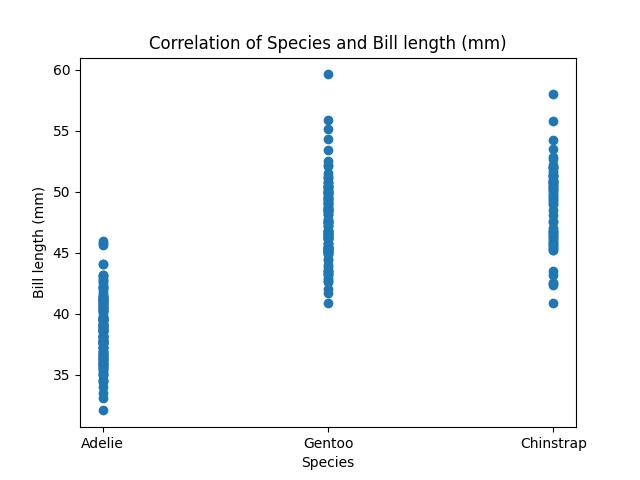 Correlation of Species and Bill length (mm)
60
55
50
45
40
35
Bill length (mm)
Adelie Gentoo Chinstrap
Species